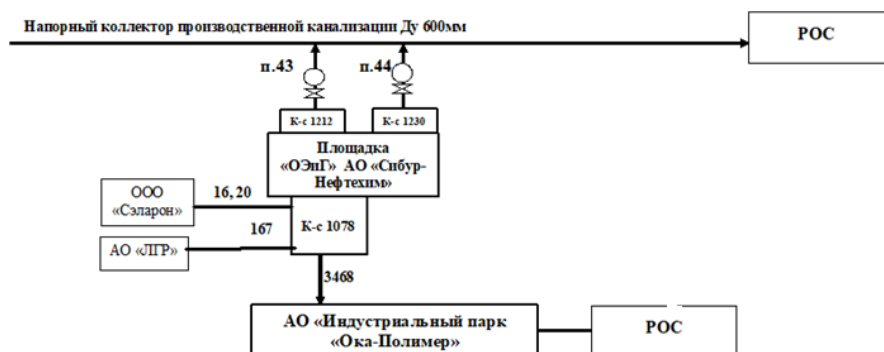 Напорный коллектор производственной канализации Ду 600мм
РОС
п.43
п.44
К-с 1212
К-с 1230
Площадка
«ОЭиГ» АО «Сибур-
Нефтехим»
ООО
«Сэларон»
16, 20
К-с 1078
167
АО «ЛГР»
3468
АО «Индустриальный парк
«Ока-Полимер»
РОС